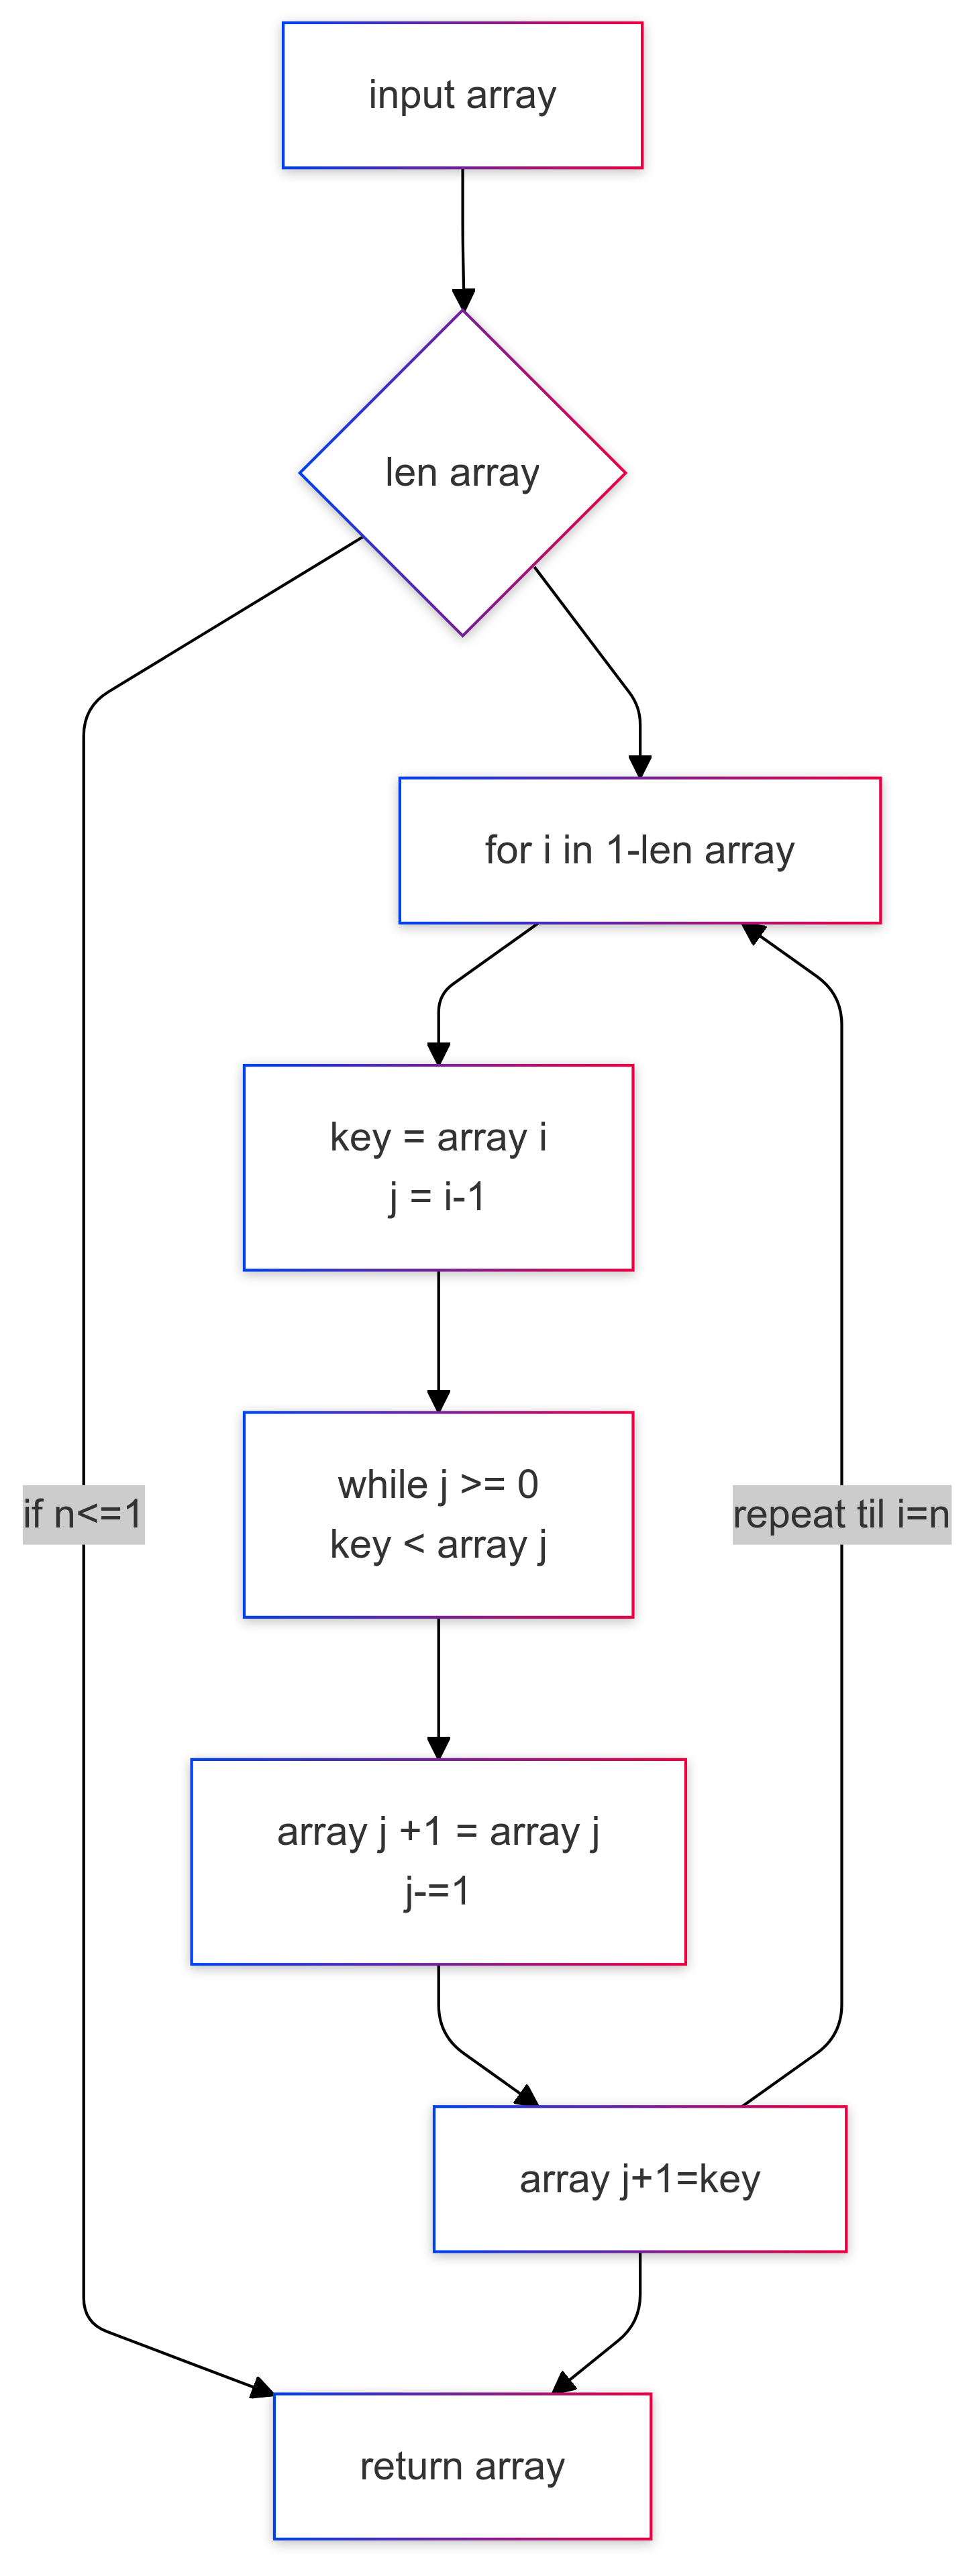 input array
len array
for i in 1-len array
key = array i
j = i-1
while j >= 0
key < array j
if n<=1
repeat til i=n
array j +1 = array j
j-=1
array j+1=key
return array